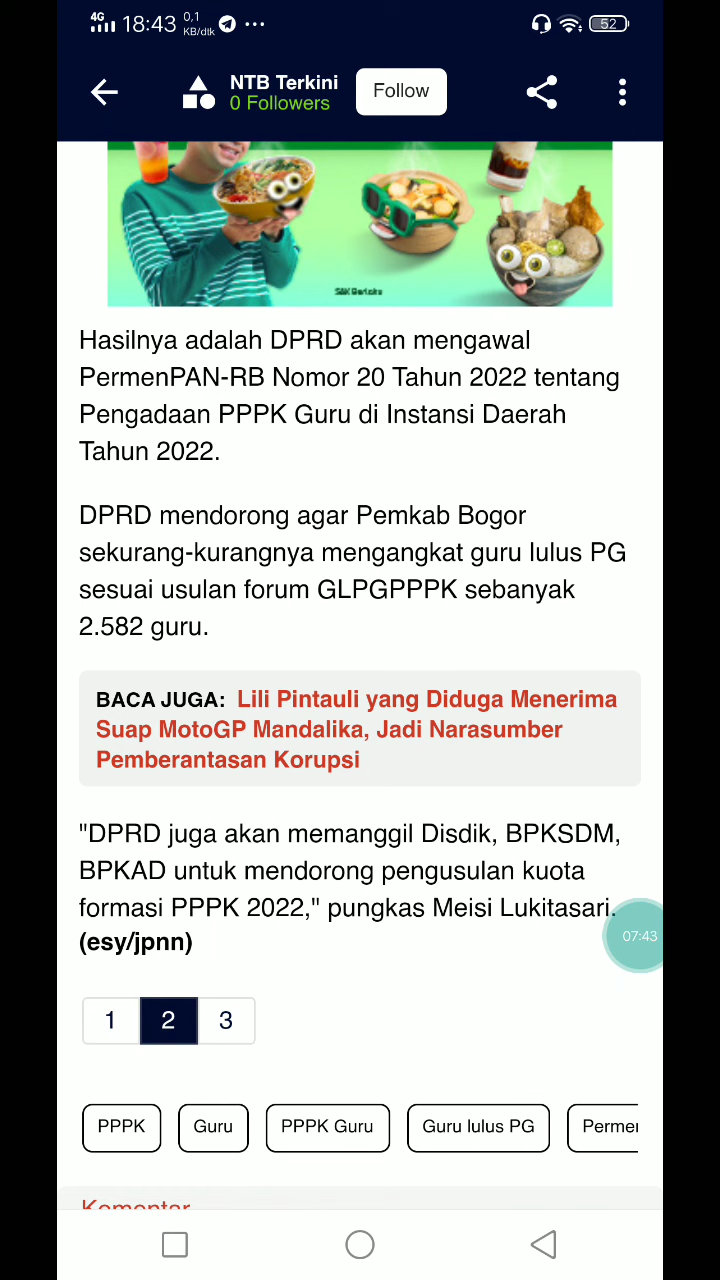 4G 18:43 0,1 KB/dtk ... 52
NTB Terkini
0 Followers
Follow
S&K Berlaku
Hasilnya adalah DPRD akan mengawal
PermenPAN-RB Nomor 20 Tahun 2022 tentang
Pengadaan PPPK Guru di Instansi Daerah
Tahun 2022.
DPRD mendorong agar Pemkab Bogor
sekurang-kurangnya mengangkat guru lulus PG
sesuai usulan forum GLPGPPPK sebanyak
2.582 guru.
BACA JUGA: Lili Pintauli yang Diduga Menerima
Suap MotoGP Mandalika, Jadi Narasumber
Pemberantasan Korupsi
"DPRD juga akan memanggil Disdik, BPKSDM,
BPKAD untuk mendorong pengusulan kuota
formasi PPPK 2022," pungkas Meisi Lukitasari.
07:43
(esy/jpnn)
1 2 3
PPPK Guru PPPK Guru Guru lulus PG Permen
Komentar